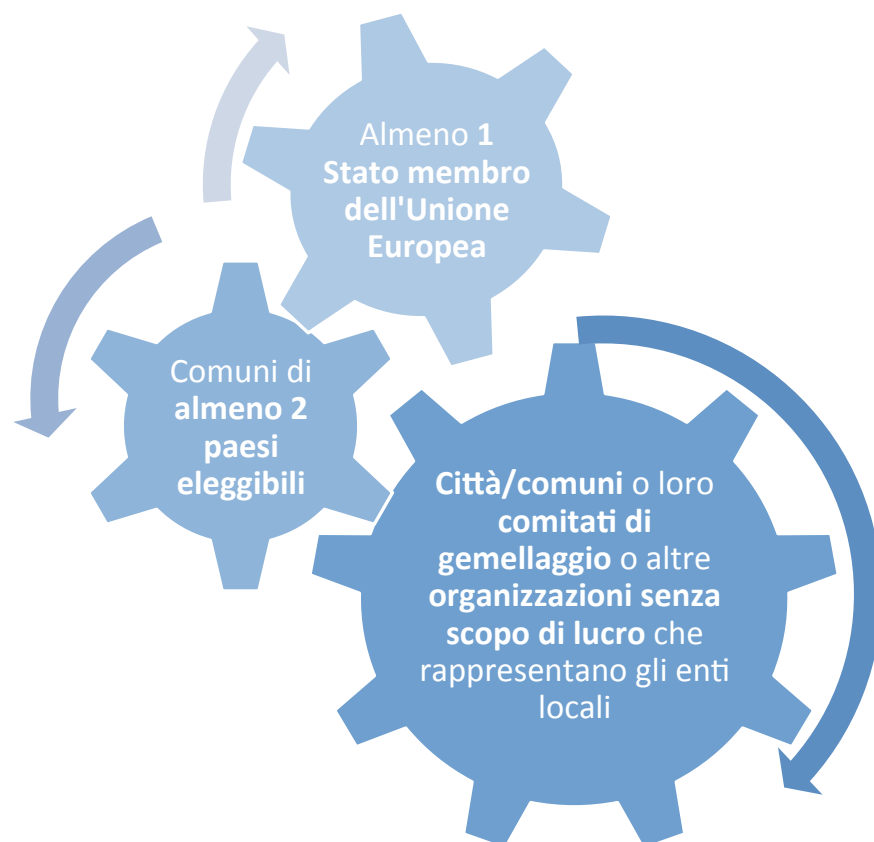 Almeno 1
Stato membro
dell'Unione
Europea
Comuni di
almeno 2
paesi
eleggibili
Città/comuni o loro
comitati di
gemellaggio o altre
organizzazioni senza
scopo di lucro che
rappresentano gli enti
locali